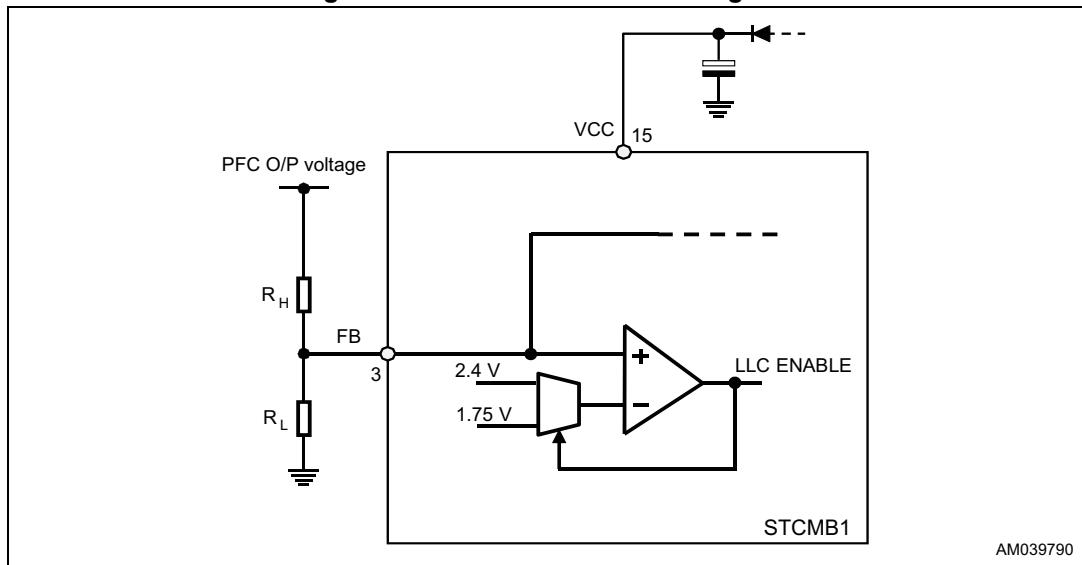 VCC
15
PFC O/P voltage
R H
FB
3
2.4 V
LLC ENABLE
1.75 V
R L
STCMB1
AM039790